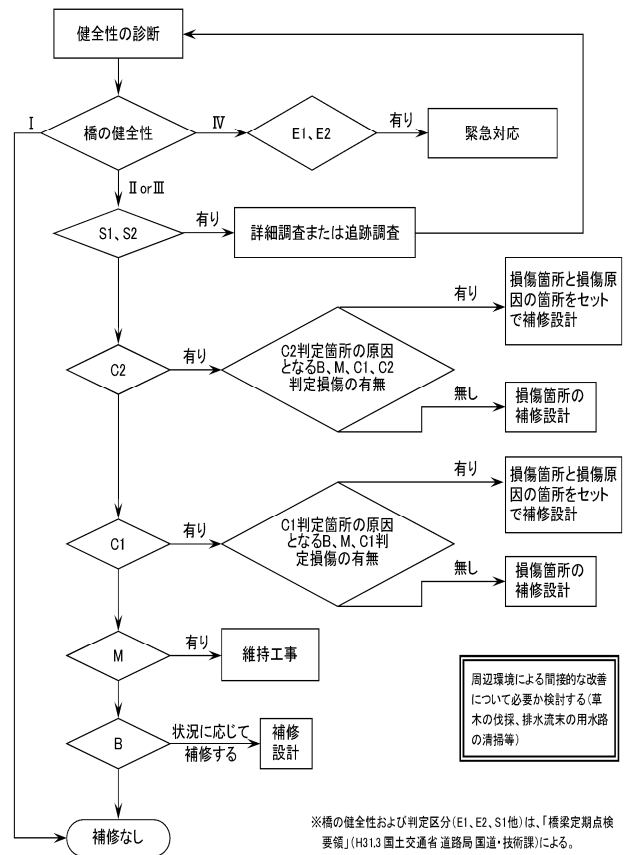 健全性の診断
Ⅰ
橋の健全性
Ⅳ
E1、E2
有り
緊急対応
Ⅱ orⅢ
S1、S2
有り
詳細調査または追跡調査
C2
有り
C2判定箇所の原因
となるB、M、C1、C2
判定損傷の有無
有り
損傷箇所と損傷原
因の箇所をセット
で補修設計
無し
損傷箇所の
補修設計
C1
有り
C1判定箇所の原因
となるB、M、C1判
定損傷の有無
有り
損傷箇所と損傷原
因の箇所をセット
で補修設計
無し
損傷箇所の
補修設計
M
有り
維持工事
B
状況に応じて
補修する
補修
設計
補修なし
周辺環境による間接的な改善
について必要か検討する(草
木の伐採、排水流末の用水路
の清掃等)
※橋の健全性および判定区分(E1、E2、S1他)は、「橋梁定期点検
要領」(H31.3 国土交通省 道路局 国道・技術課)による。